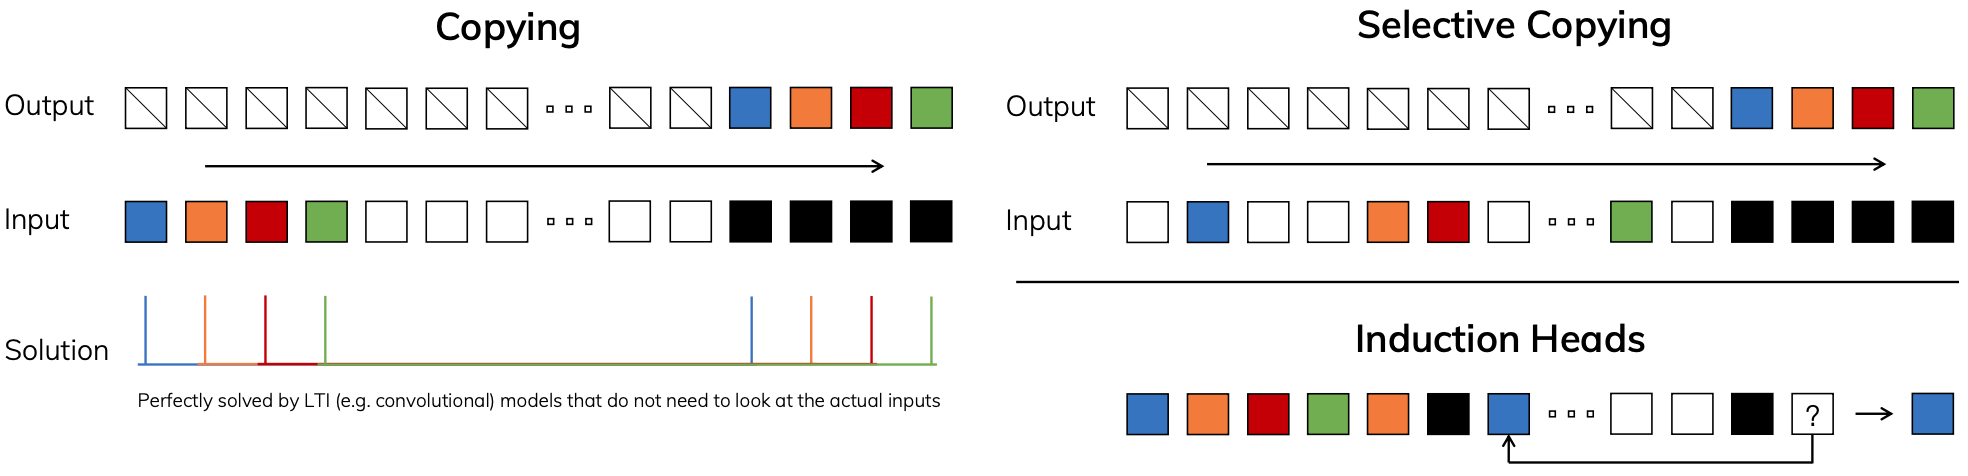 Copying
Output
Input
Solution
Perfectly solved by LTI (e.g. convolutional) models that do not need to look at the actual inputs
Selective Copying
Output
Input
Induction Heads
?